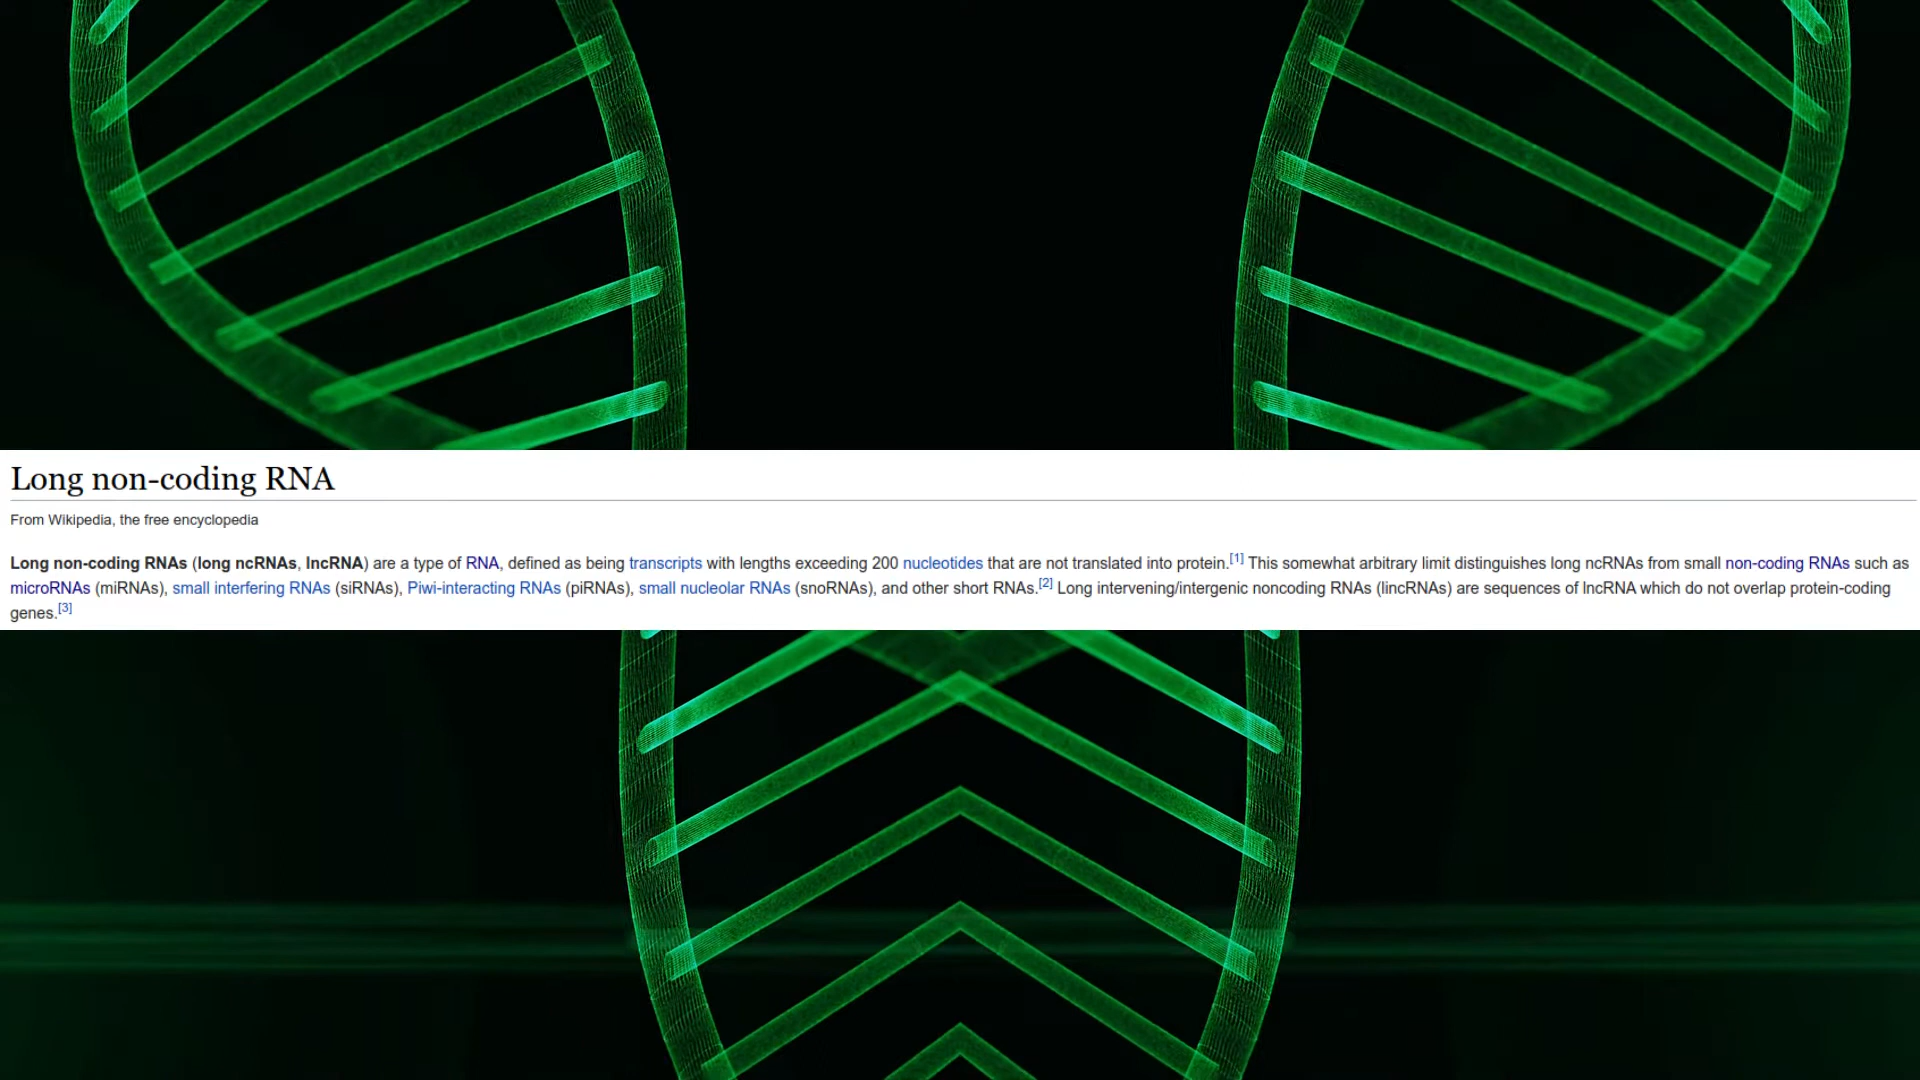 Long non-coding RNA
From Wikipedia, the free encyclopedia
Long non-coding RNAs (long ncRNAs, lncRNA) are a type of RNA, defined as being transcripts with lengths exceeding 200 nucleotides that are not translated into protein.[1] This somewhat arbitrary limit distinguishes long ncRNAs from small non-coding RNAs such as
microRNAs (miRNAs), small interfering RNAs (siRNAs), Piwi-interacting RNAs (piRNAs), small nucleolar RNAs (snoRNAs), and other short RNAs.[2] Long intervening/intergenic noncoding RNAs (lincRNAs) are sequences of lncRNA which do not overlap protein-coding
genes.[3]